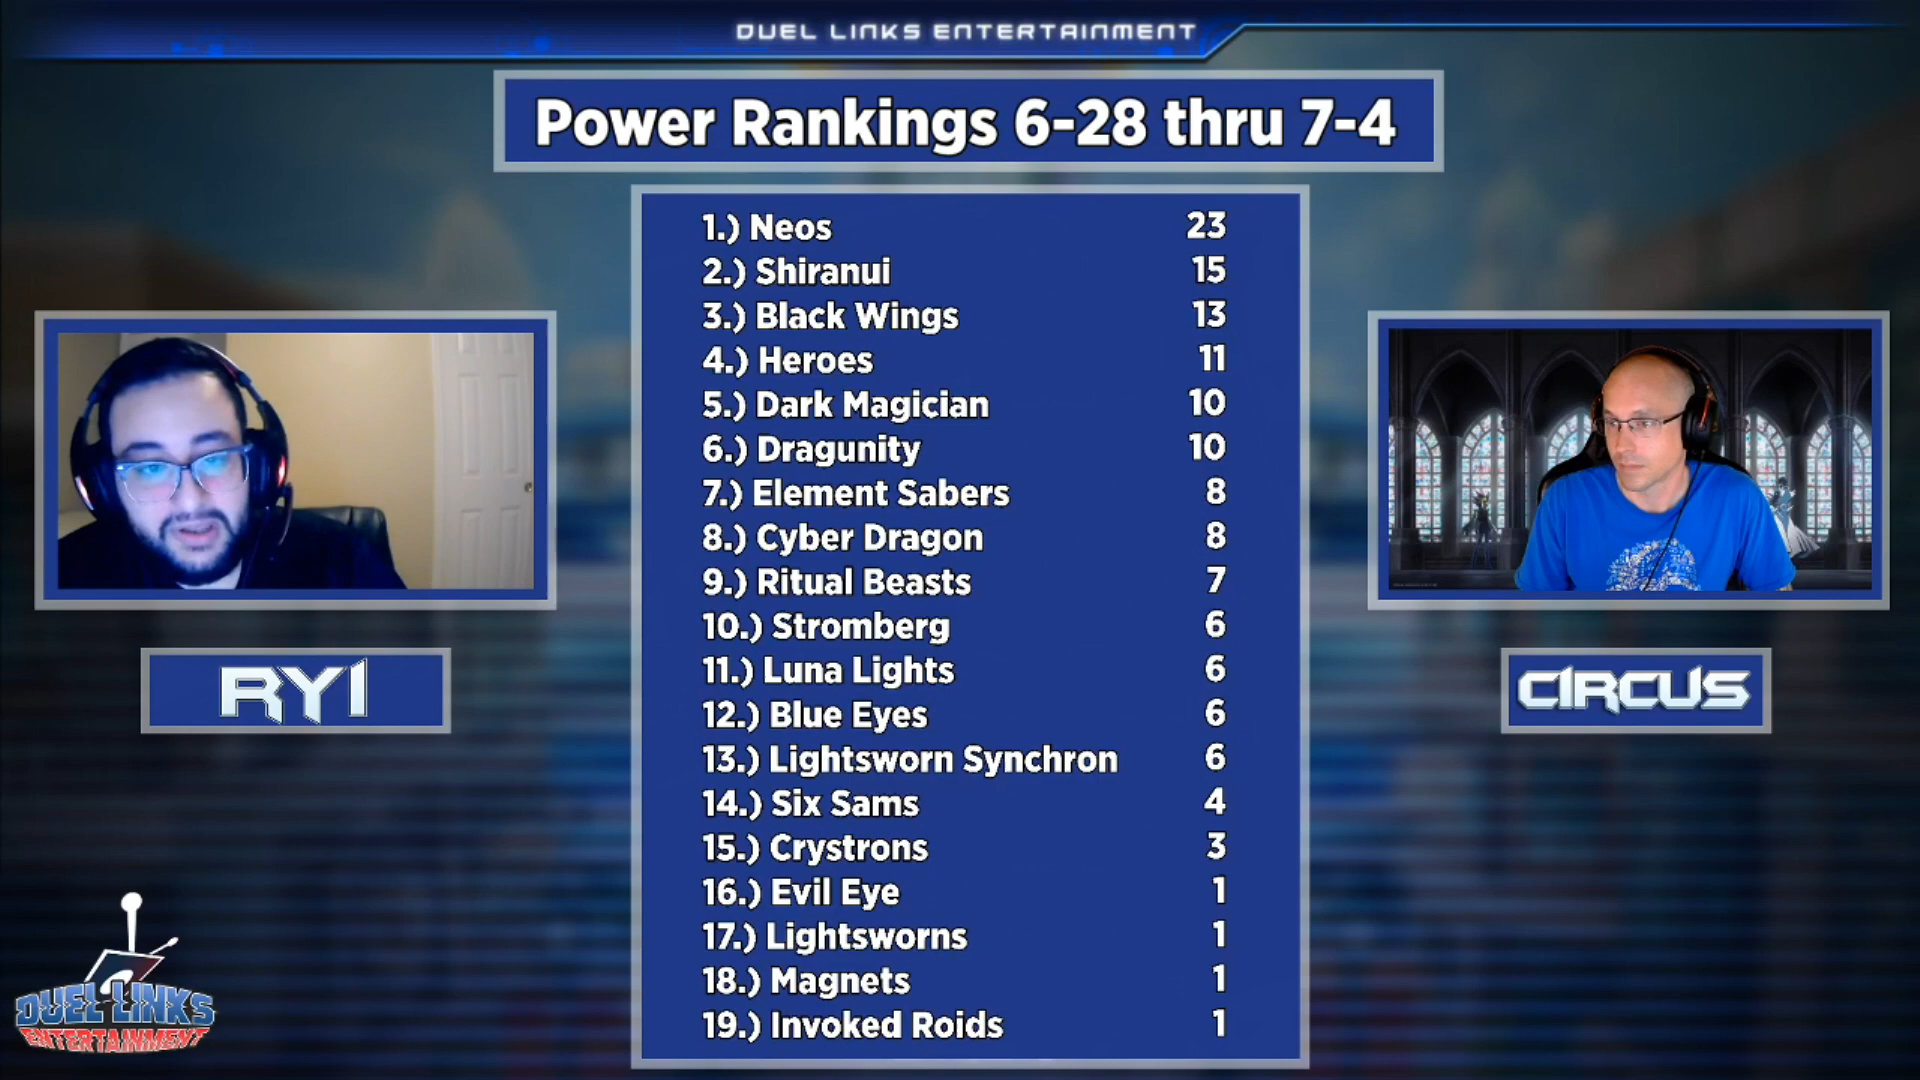 DUEL LINKS ENTERTAINMENT
Power Rankings 6-28 thru 7-4
1.) Neos 23
2.) Shiranui 15
3.) Black Wings 13
4.) Heroes 11
5.) Dark Magician 10
6.) Dragunity 10
7.) Element Sabers 8
8.) Cyber Dragon 8
9.) Ritual Beasts 7
10.) Stromberg 6
11.) Luna Lights 6
12.) Blue Eyes 6
13.) Lightsworn Synchron 6
14.) Six Sams 4
15.) Crystrons 3
16.) Evil Eye 1
17.) Lightsworns 1
18.) Magnets 1
19.) Invoked Roids 1
RY1
CIRCUS
DUEL LINKS
ENTERTAINMENT